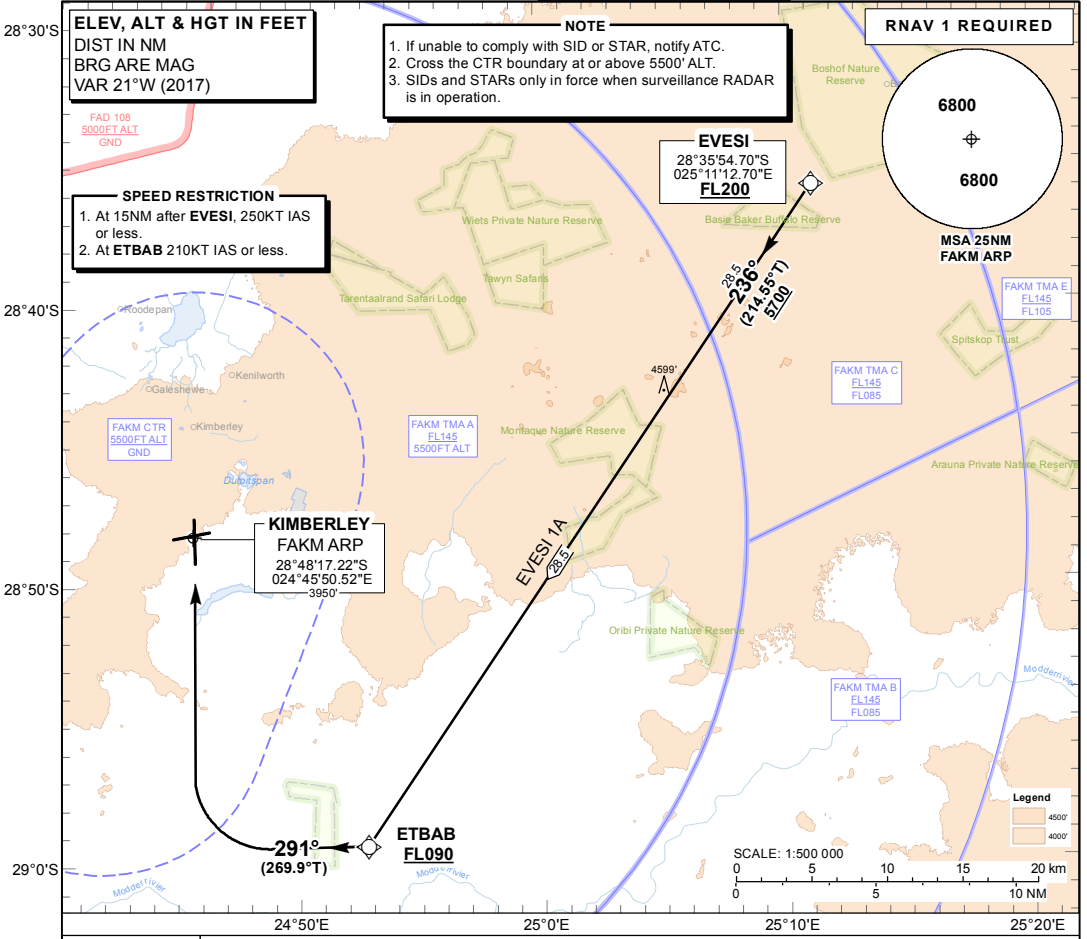 ELEV, ALT & HGT IN FEET
DIST IN NM
BRG ARE MAG
VAR 21°W (2017)
NOTE
1. If unable to comply with SID or STAR, notify ATC.
2. Cross the CTR boundary at or above 5500' ALT.
3. SIDs and STARs only in force when surveillance RADAR
is in operation.
RNAV 1 REQUIRED
6800
6800
MSA 25NM
FAKM ARP
28°30'S
28°40'S
28°50'S
29°0'S
FAD 108
5000FT ALT
GND
SPEED RESTRICTION
1. At 15NM after EVESI, 250KT IAS
or less.
2. At ETBAB 210KT IAS or less.
Boshof Nature
Reserve
EVESI
28°35'54.70"S
025°11'12.70"E
FL200
Wiets Private Nature Reserve
Basie Baker Buffalo Reserve
Tawyn Safaris
Tarentaalrand Safari Lodge
28.5
236°
(214.55°T)
5700
FAKM TMA E
FL145
FL105
Spitskop Trust
Roodepan
Kenilworth
Galeshewe
Kimberley
4599'
FAKM TMA C
FL145
FL085
FAKM CTR
5500FT ALT
GND
FAKM TMA A
FL145
5500FT ALT
Montaque Nature Reserve
Arauna Private Nature Reserve
Dutoitspan
KIMBERLEY
FAKM ARP
28°48'17.22"S
024°45'50.52"E
3950'
EVESI 1A
28.5
Oribi Private Nature Reserve
Modderrivier
FAKM TMA B
FL145
FL085
ETBAB
FL090
291°
(269.9°T)
Modderrivier
Modderrivier
Legend
4500'
4000'
SCALE: 1:500 000
0 5 10 15 20 km
0 5 10 NM
24°50'E 25°0'E 25°10'E 25°20'E